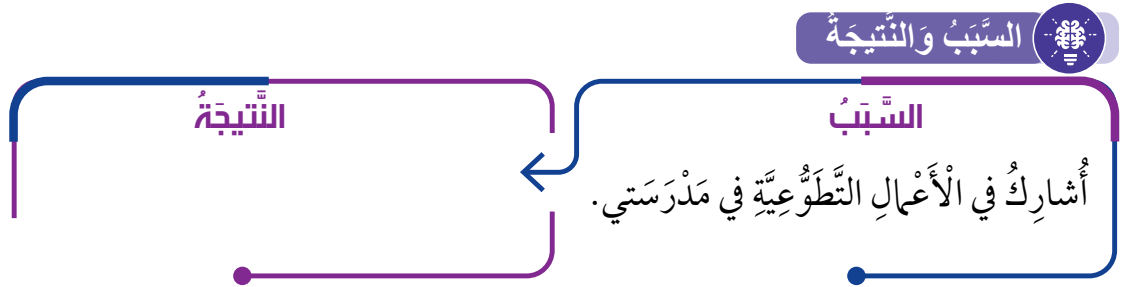 السَّبَبُ وَالنَّتيجَةُ
السَّبَبُ
النَّتيجَةُ
أُشارِكُ في الْأَعْمالِ التَّطَوُّعِيَّةِ في مَدْرَسَتي.